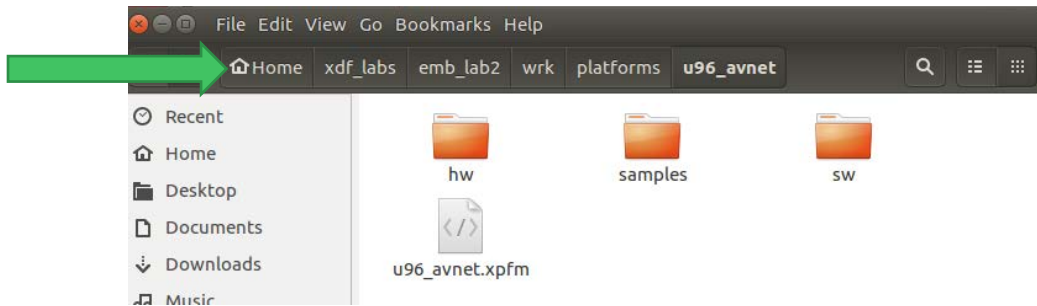 File Edit View Go Bookmarks Help
Home xdf_labs emb_lab2 wrk platforms u96_avnet
Recent
Home
Desktop
Documents
Downloads
Music
hw samples sw
</>
u96_avnet.xpfm